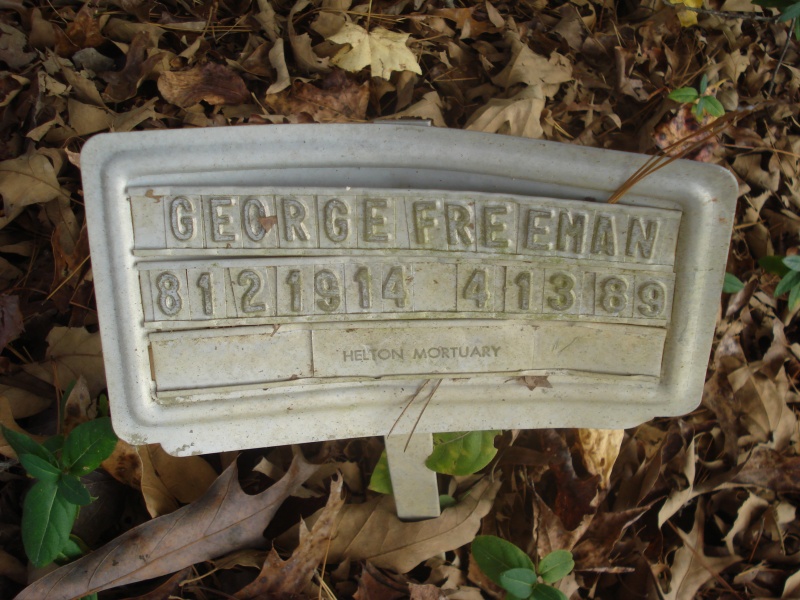 GEORGE FREEMAN
8 12 1914 4 13 89
HELTON MORTUARY